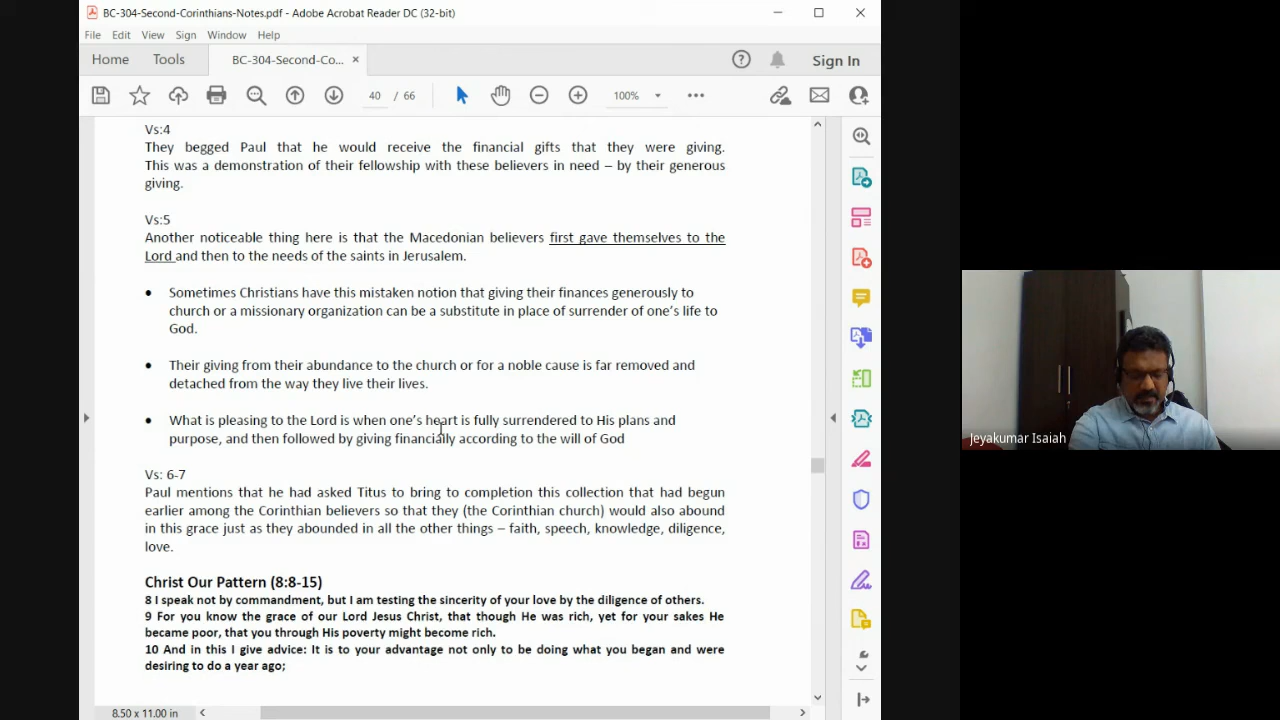 BC-304-Second-Corinthians-Notes.pdf - Adobe Acrobat Reader DC (32-bit)
File Edit View Sign Window Help
Home Tools BC-304-Second-Co... × Sign In
40 / 66 100%
Vs:4
They begged Paul that he would receive the financial gifts that they were giving.
This was a demonstration of their fellowship with these believers in need – by their generous
giving.
Vs:5
Another noticeable thing here is that the Macedonian believers first gave themselves to the
Lord and then to the needs of the saints in Jerusalem.
• Sometimes Christians have this mistaken notion that giving their finances generously to
church or a missionary organization can be a substitute in place of surrender of one's life to
God.
• Their giving from their abundance to the church or for a noble cause is far removed and
detached from the way they live their lives.
• What is pleasing to the Lord is when one's heart is fully surrendered to His plans and
purpose, and then followed by giving financially according to the will of God
Vs: 6-7
Paul mentions that he had asked Titus to bring to completion this collection that had begun
earlier among the Corinthian believers so that they (the Corinthian church) would also abound
in this grace just as they abounded in all the other things – faith, speech, knowledge, diligence,
love.
Christ Our Pattern (8:8-15)
8 I speak not by commandment, but I am testing the sincerity of your love by the diligence of others.
9 For you know the grace of our Lord Jesus Christ, that though He was rich, yet for your sakes He
became poor, that you through His poverty might become rich.
10 And in this I give advice: It is to your advantage not only to be doing what you began and were
desiring to do a year ago;
8.50 x 11.00 in
Jeyakumar Isaiah